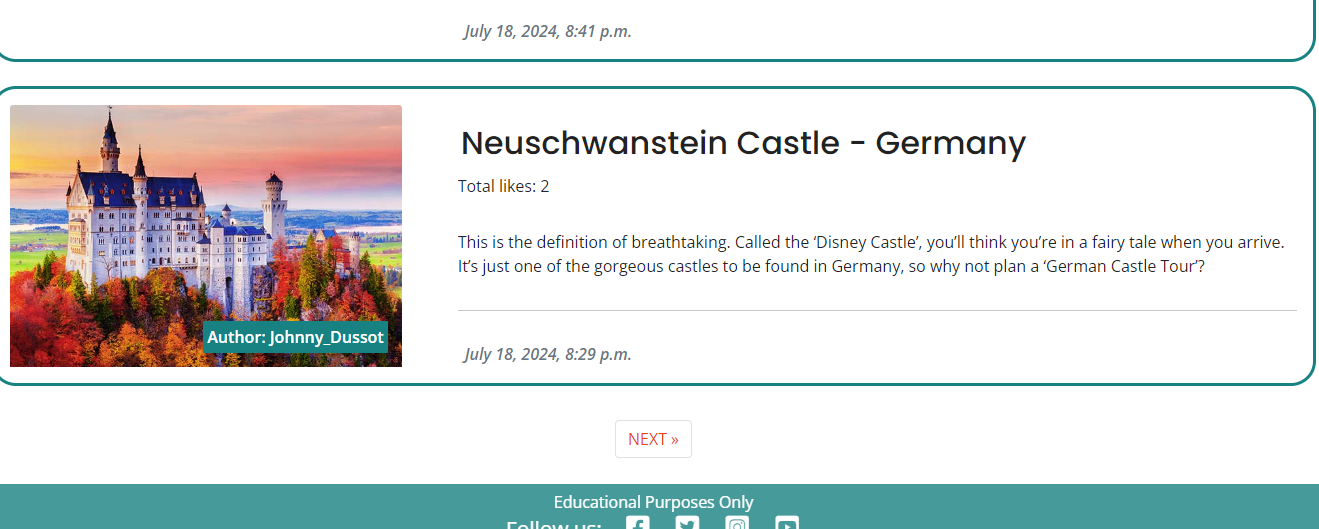 July 18, 2024, 8:41 p.m.
Neuschwanstein Castle - Germany
Total likes: 2
This is the definition of breathtaking. Called the ‘Disney Castle’, you’ll think you’re in a fairy tale when you arrive.
It’s just one of the gorgeous castles to be found in Germany, so why not plan a ‘German Castle Tour’?
Author: Johnny_Dussot
July 18, 2024, 8:29 p.m.
NEXT »
Educational Purposes Only
Follow us: